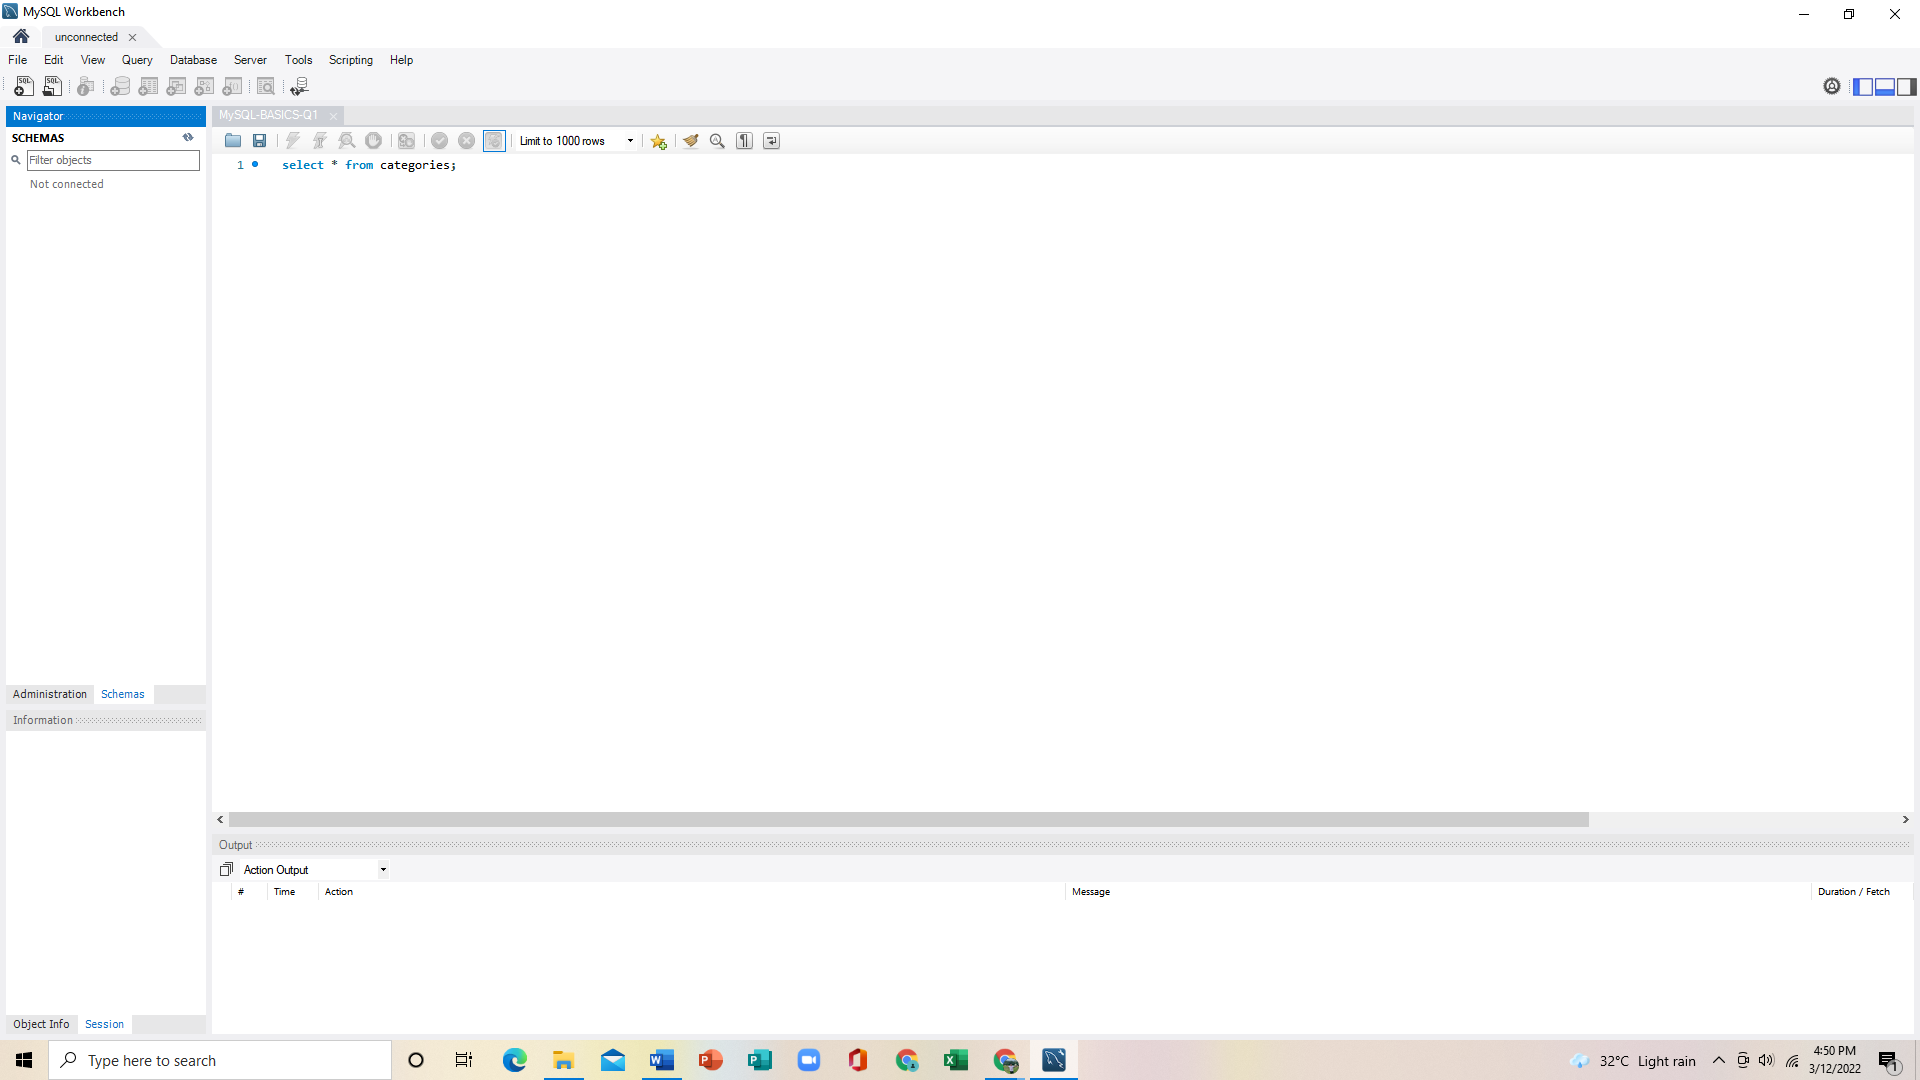 MySQL Workbench
unconnected
File Edit View Query Database Server Tools Scripting Help
Navigator
MySQL-BASICS-Q1
SCHEMAS
Limit to 1000 rows
Filter objects
1 select * from categories;
Not connected
Administration Schemas
Information
Output
Action Output
# Time Action Message Duration / Fetch
Object Info Session
Type here to search
32°C Light rain
4:50 PM
3/12/2022
1